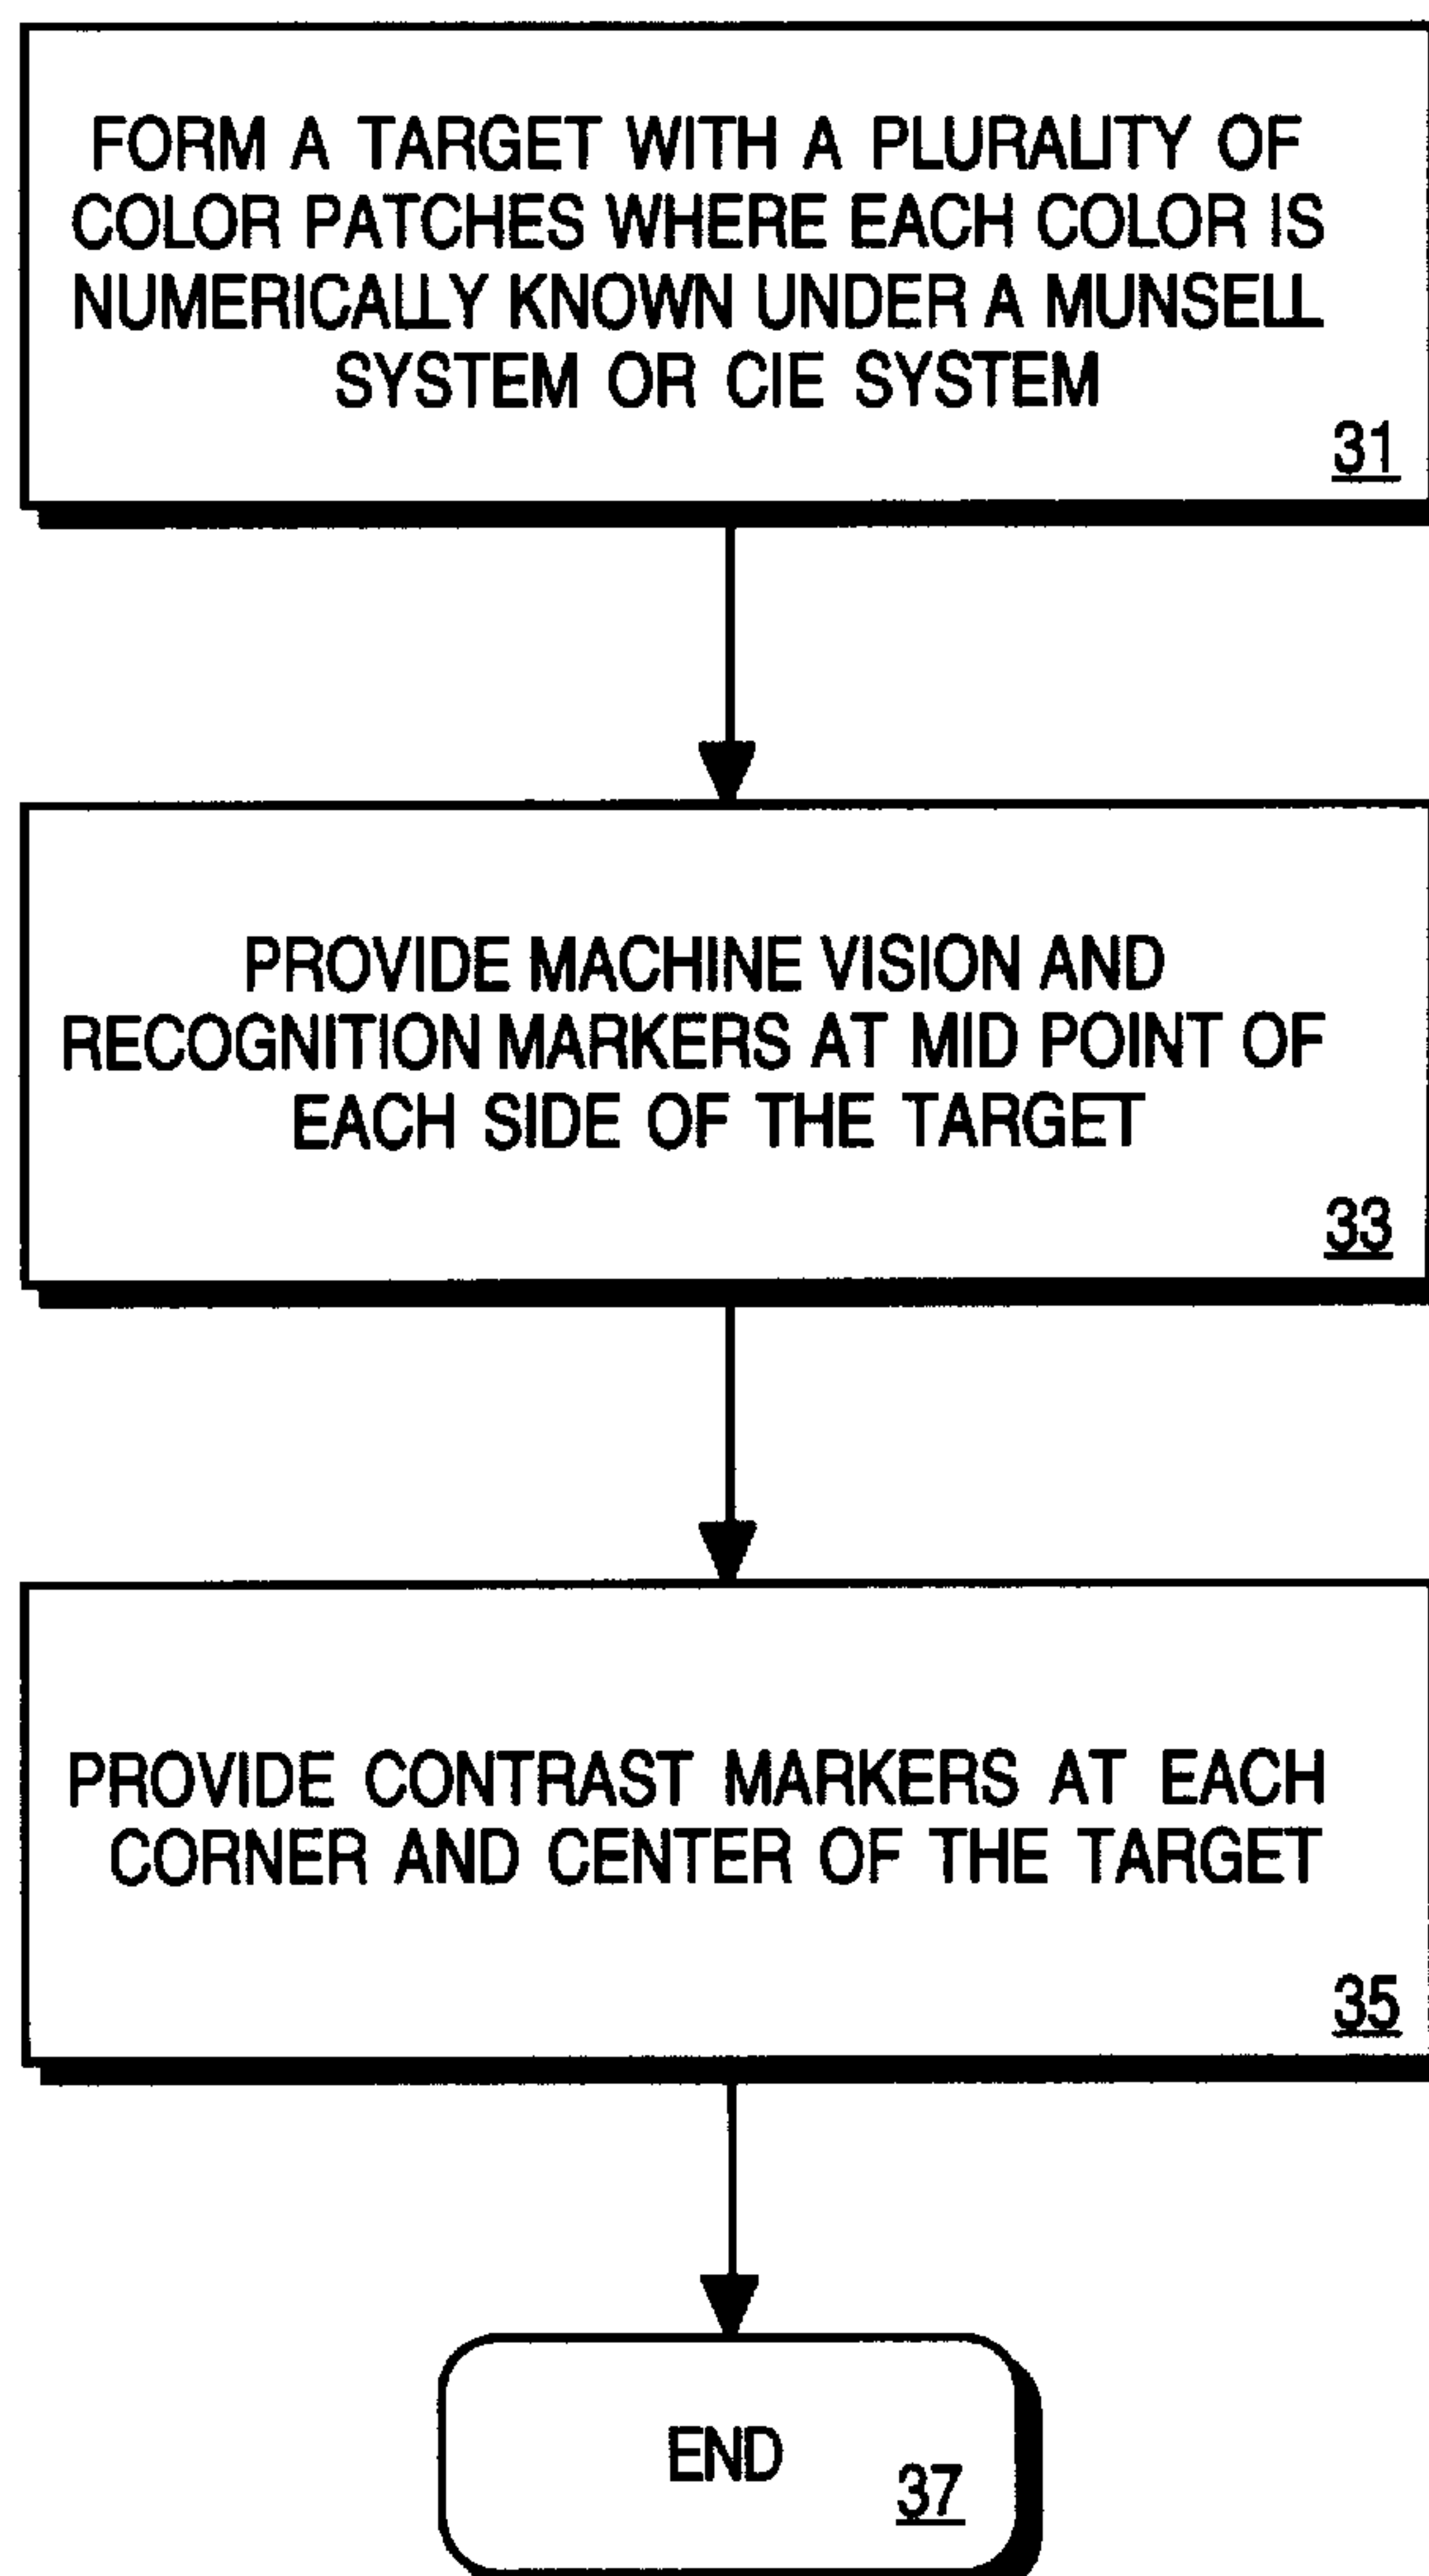 FORM A TARGET WITH A PLURALITY OF
COLOR PATCHES WHERE EACH COLOR IS
NUMERICALLY KNOWN UNDER A MUNSELL
SYSTEM OR CIE SYSTEM
31
PROVIDE MACHINE VISION AND
RECOGNITION MARKERS AT MID POINT OF
EACH SIDE OF THE TARGET
33
PROVIDE CONTRAST MARKERS AT EACH
CORNER AND CENTER OF THE TARGET
35
END
37